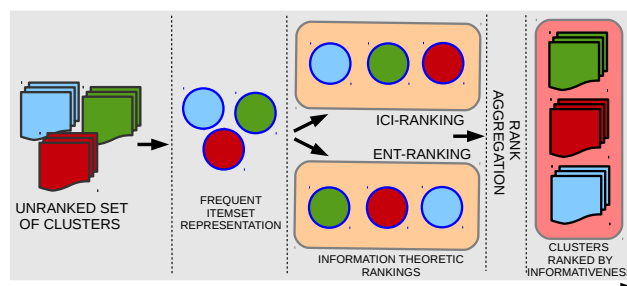 UNRANKED SET
OF CLUSTERS
FREQUENT
ITEMSET
REPRESENTATION
ICI-RANKING
ENT-RANKING
INFORMATION THEORETIC
RANKINGS
RANK
AGGREGATION
CLUSTERS
RANKED BY
INFORMATIVENESS